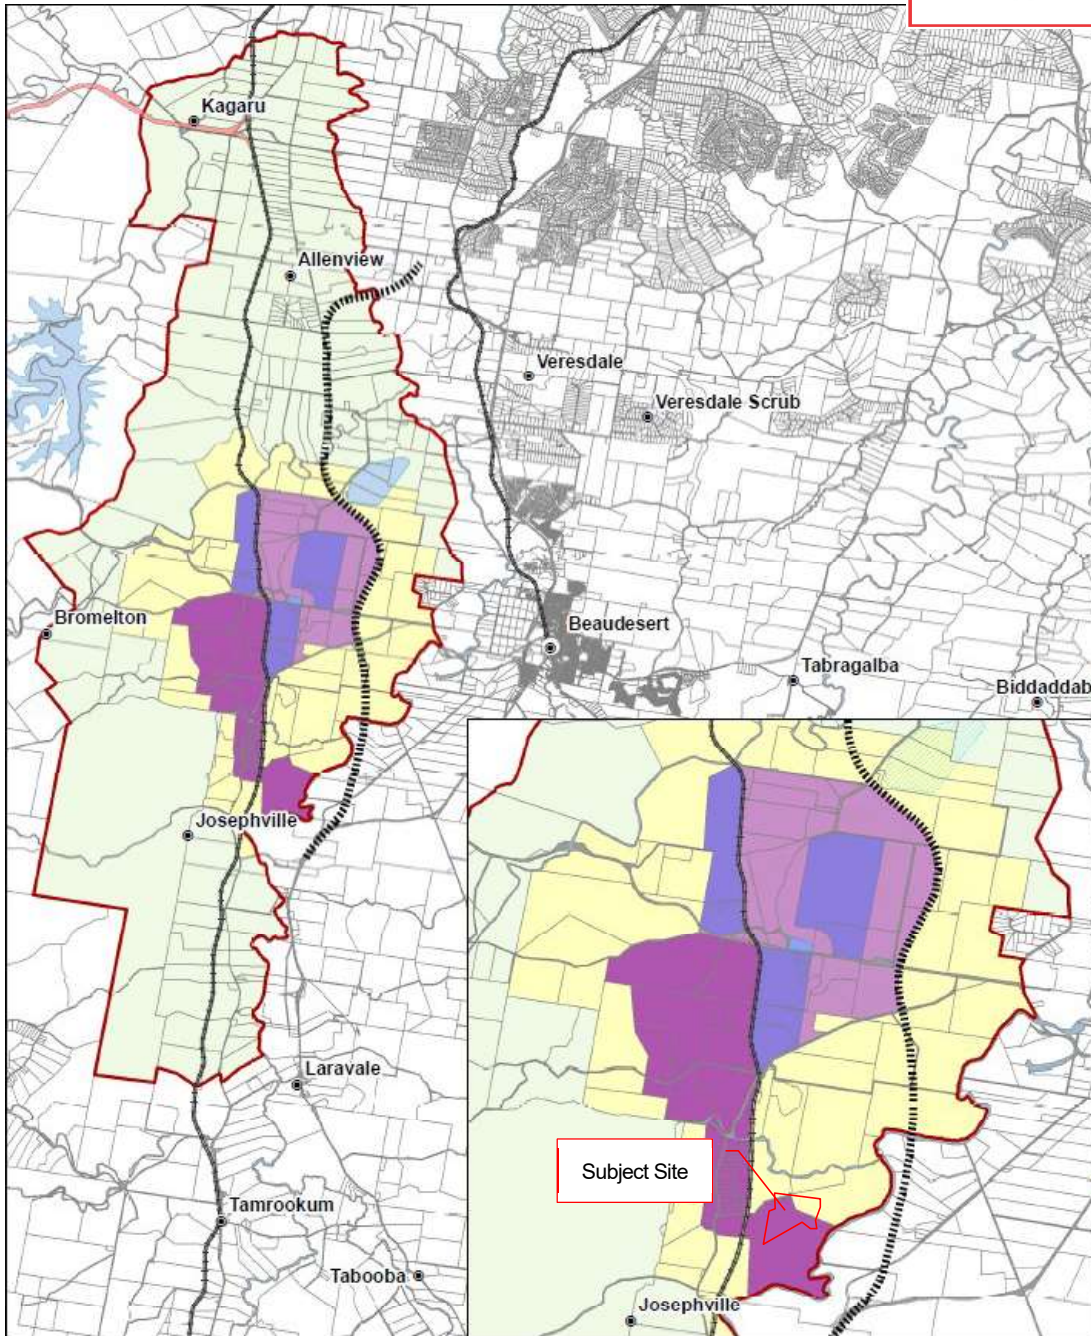 Kagaru
Allenview
Veresdale
Veresdale Scrub
Bromelton
Beaudesert
Tabragalba
Biddaddab
Josephville
Laravale
Subject Site
Tamrookum
Tabooba
Josephville